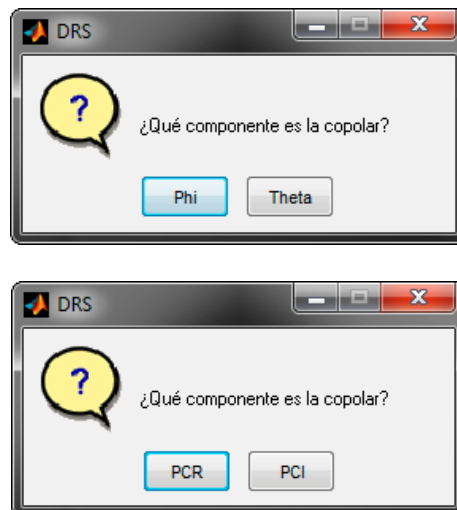 DRS
?
¿Qué componente es la copolar?
Phi Theta
DRS
?
¿Qué componente es la copolar?
PCR PCI